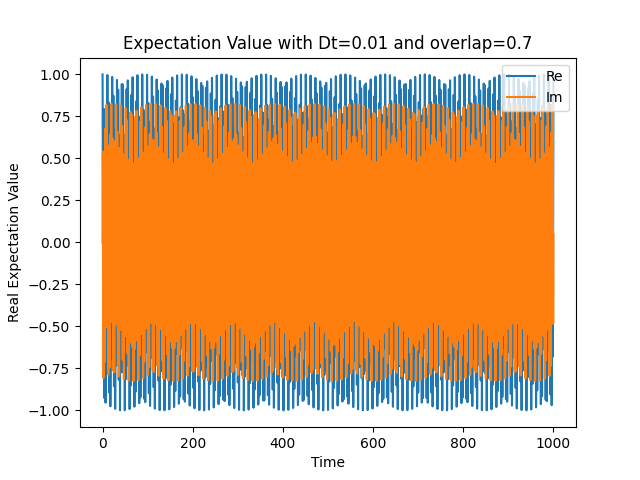 Expectation Value with Dt=0.01 and overlap=0.7
Re
Im
1.00
0.75
0.50
0.25
0.00
−0.25
−0.50
−0.75
−1.00
Real Expectation Value
0 200 400 600 800 1000
Time